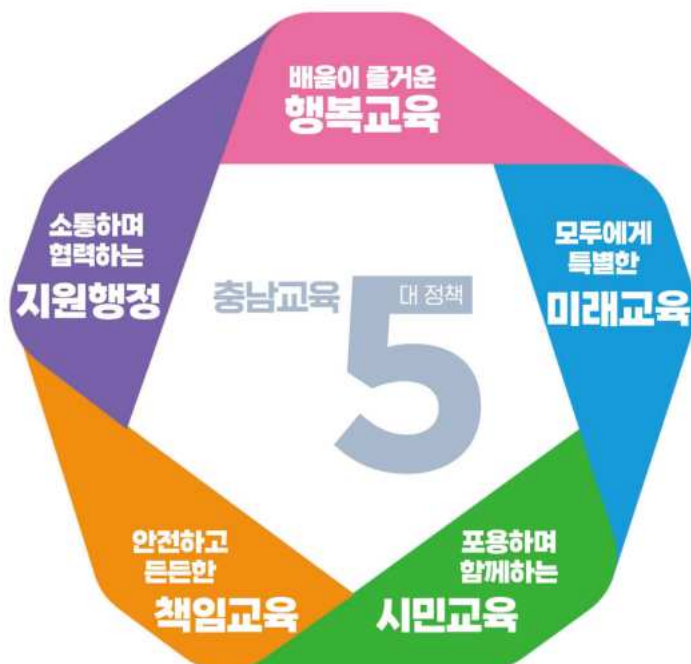 배움이 즐거운
행복교육
모두에게
특별한
미래교육
포용하며
함께하는
시민교육
안전하고
든든한
책임교육
소통하며
협력하는
지원행정
충남교육
5
대 정책